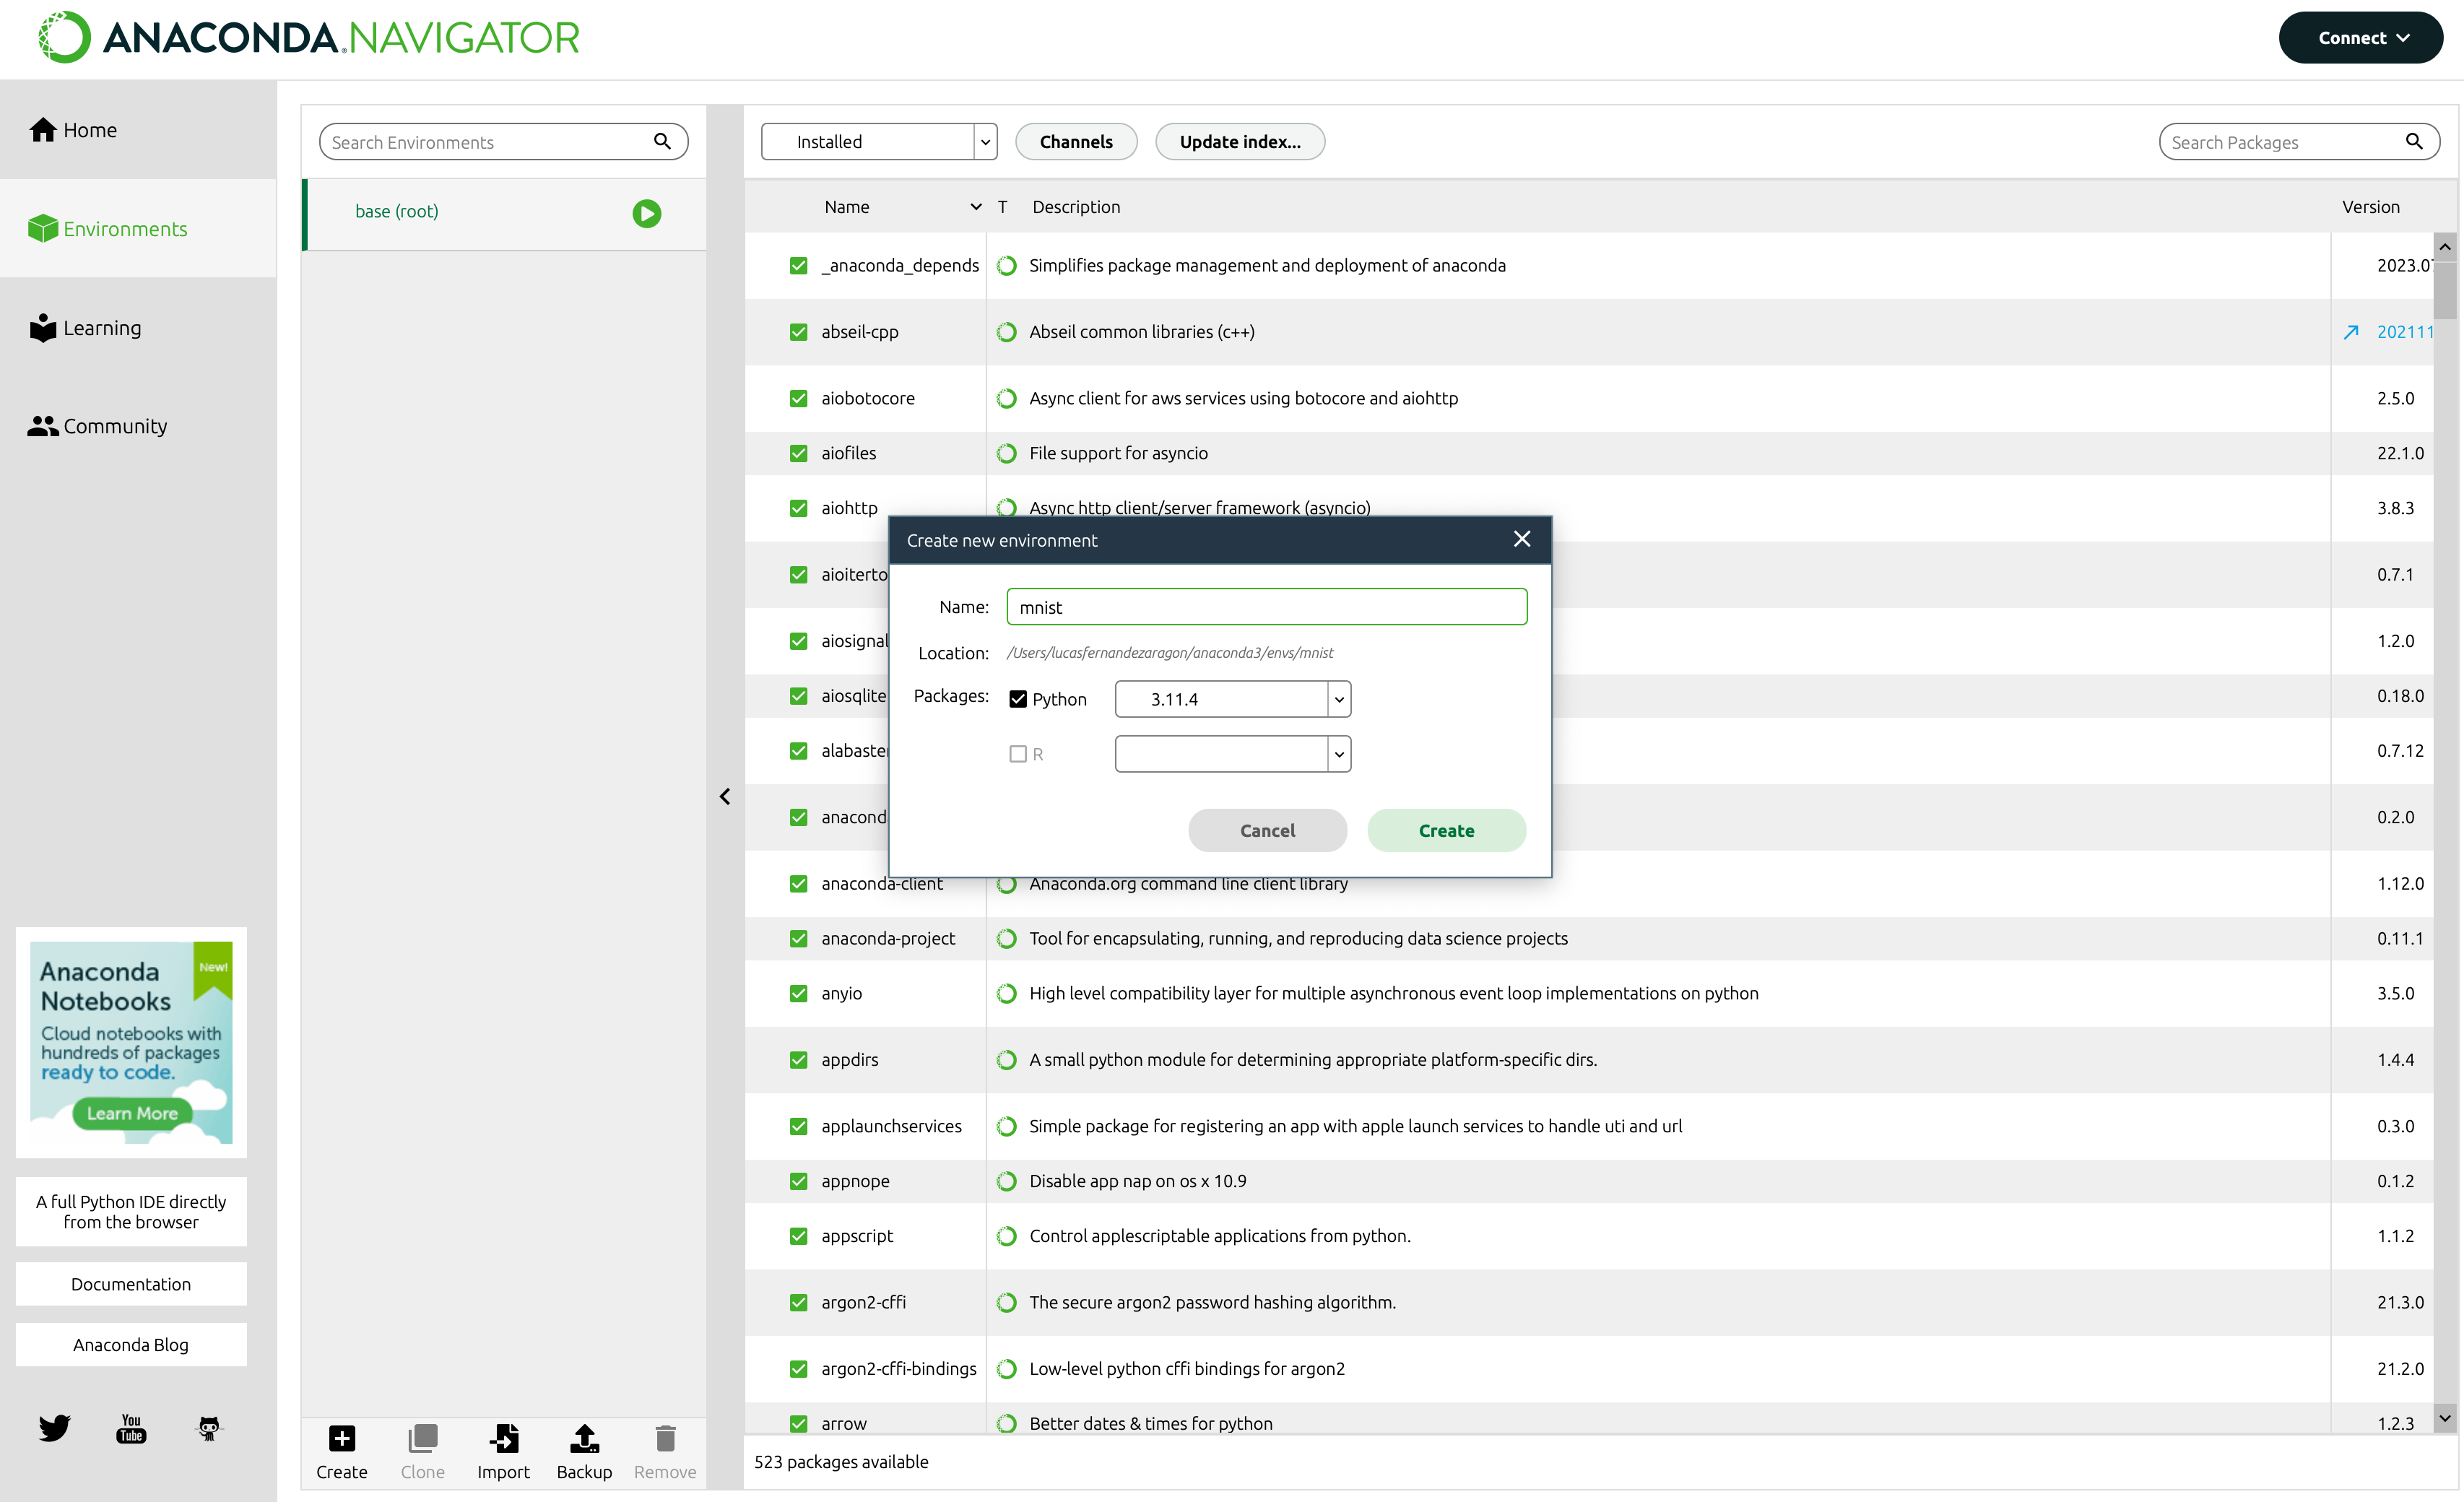 ANACONDA.NAVIGATOR
Connect
Home
Environments
Learning
Community
Anaconda
Notebooks
New!
Cloud notebooks with
hundreds of packages
ready to code.
Learn More
A full Python IDE directly
from the browser
Documentation
Anaconda Blog
You
Tube
Search Environments
base (root)
Create Clone Import Backup Remove
Installed Channels Update index... Search Packages
Name T Description Version
_anaconda_depends Simplifies package management and deployment of anaconda 2023.07
abseil-cpp Abseil common libraries (c++) 202111
aiobotocore Async client for aws services using botocore and aiohttp 2.5.0
aiofiles File support for asyncio 22.1.0
aiohttp Async http client/server framework (asyncio) 3.8.3
aioiterto 0.7.1
aiosignal 1.2.0
aiosqlite 0.18.0
alabaster 0.7.12
anacond 0.2.0
anaconda-client Anaconda.org command line client library 1.12.0
anaconda-project Tool for encapsulating, running, and reproducing data science projects 0.11.1
anyio High level compatibility layer for multiple asynchronous event loop implementations on python 3.5.0
appdirs A small python module for determining appropriate platform-specific dirs. 1.4.4
applaunchservices Simple package for registering an app with apple launch services to handle uti and url 0.3.0
appnope Disable app nap on os x 10.9 0.1.2
appscript Control applescriptable applications from python. 1.1.2
argon2-cffi The secure argon2 password hashing algorithm. 21.3.0
argon2-cffi-bindings Low-level python cffi bindings for argon2 21.2.0
arrow Better dates & times for python 1.2.3
523 packages available
Create new environment
Name: mnist
Location: /Users/lucasfernandezaragon/anaconda3/envs/mnist
Packages: Python 3.11.4
R
Cancel Create